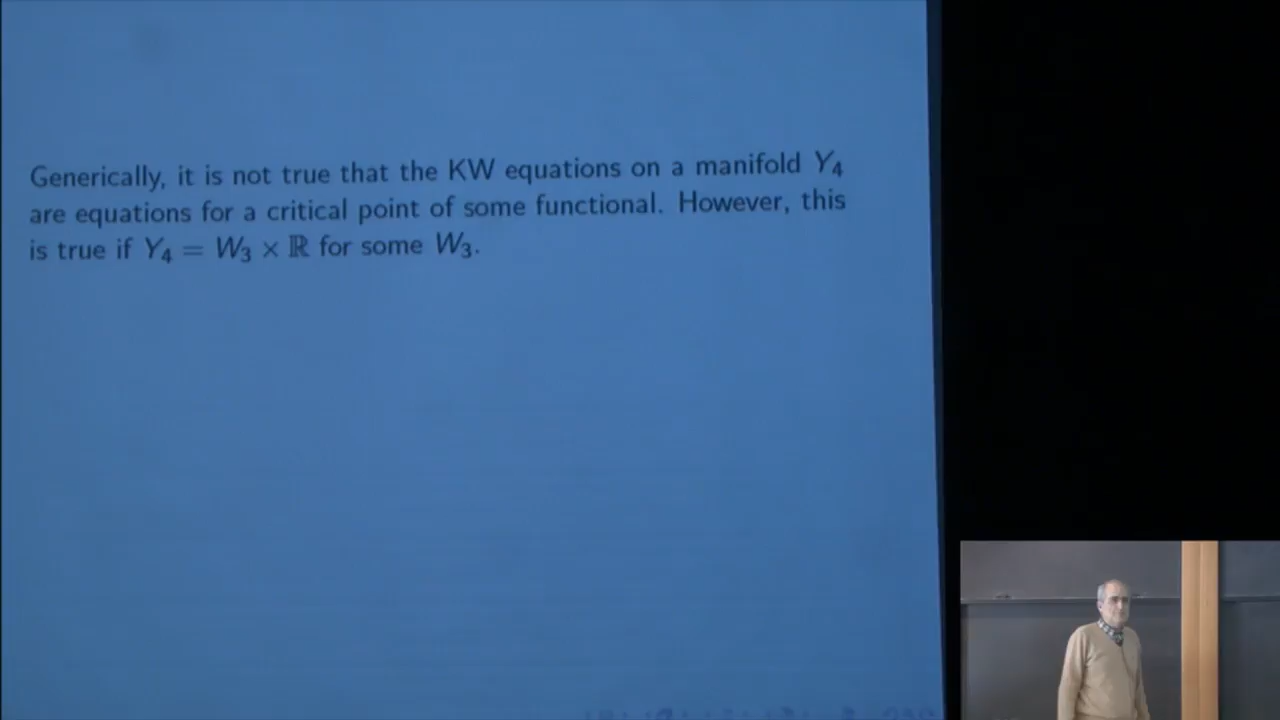 Generically, it is not true that the KW equations on a manifold Y₄
are equations for a critical point of some functional. However, this
is true if Y₄ = W₃ × ℝ for some W₃.